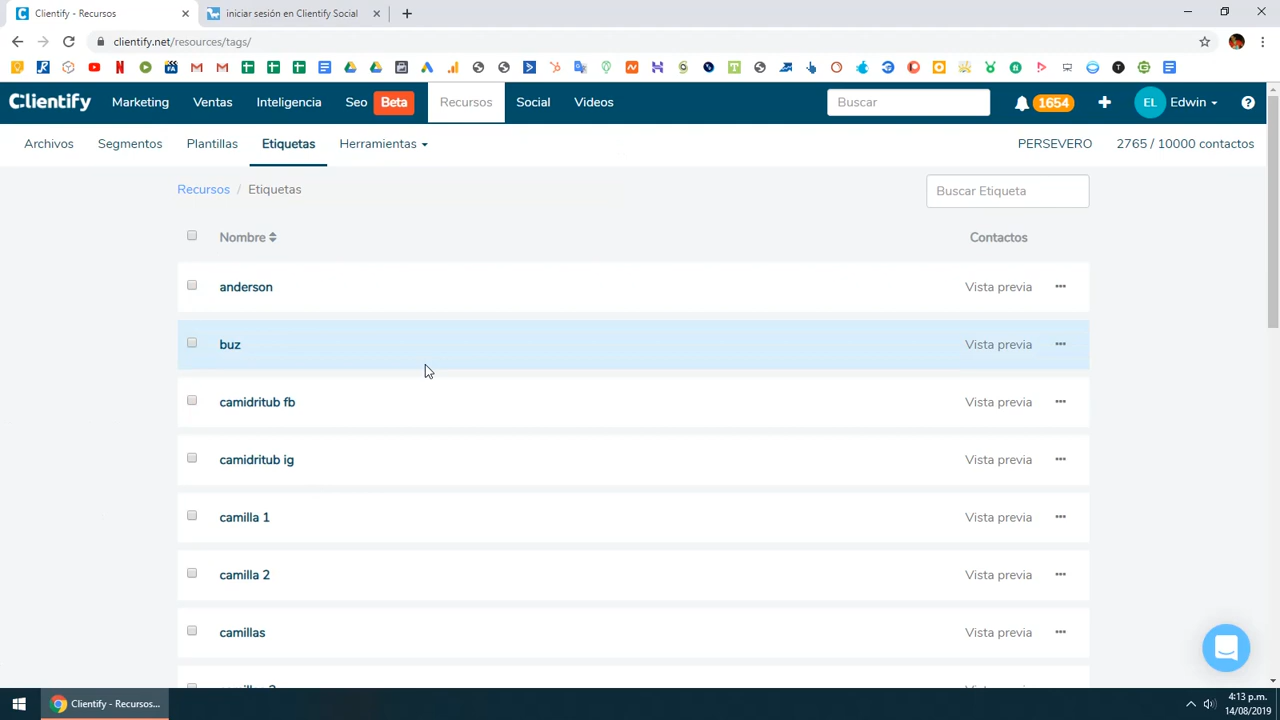 Clientify - Recursos
iniciar sesión en Clientify Social
clientify.net/resources/tags/
Clientify
Marketing
Ventas
Inteligencia
Seo Beta
Recursos
Social
Videos
Buscar
1654
EL Edwin
Archivos
Segmentos
Plantillas
Etiquetas
Herramientas
PERSEVERO
2765 / 10000 contactos
Recursos / Etiquetas
Buscar Etiqueta
Nombre
Contactos
anderson
Vista previa
buz
Vista previa
camidritub fb
Vista previa
camidritub ig
Vista previa
camilla 1
Vista previa
camilla 2
Vista previa
camillas
Vista previa
Clientify - Recursos...
4:13 p.m.
14/08/2019